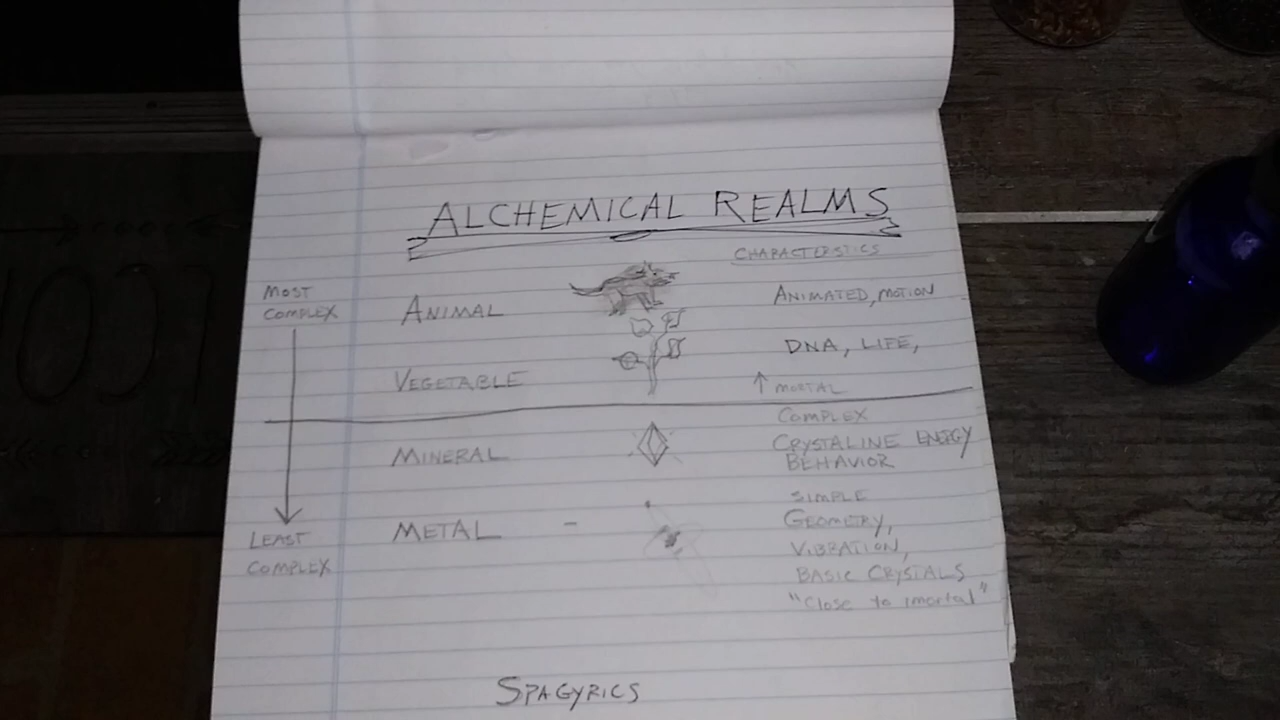 ALCHEMICAL REALMS
CHARACTERISTICS
MOST
COMPLEX
ANIMAL
ANIMATED, MOTION
DNA, LIFE,
VEGETABLE
↑ MORTAL
COMPLEX
MINERAL
CRYSTALINE ENERGY
BEHAVIOR
SIMPLE
METAL -
GEOMETRY,
LEAST
COMPLEX
VIBRATION,
BASIC CRYSTALS
"Close to imortal"
SPAGYRICS